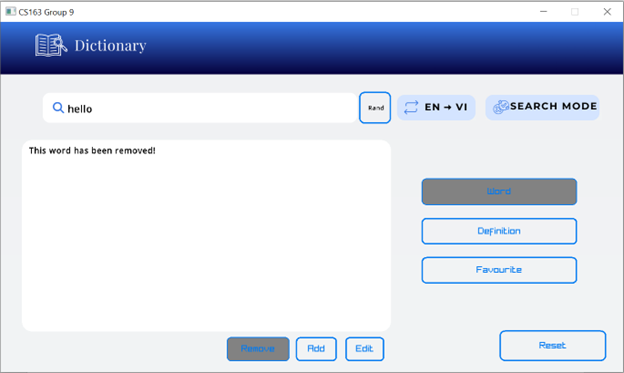 CS163 Group 9
Dictionary
hello
Rand
EN → VI
SEARCH MODE
This word has been removed!
Word
Definition
Favourite
Remove
Add
Edit
Reset